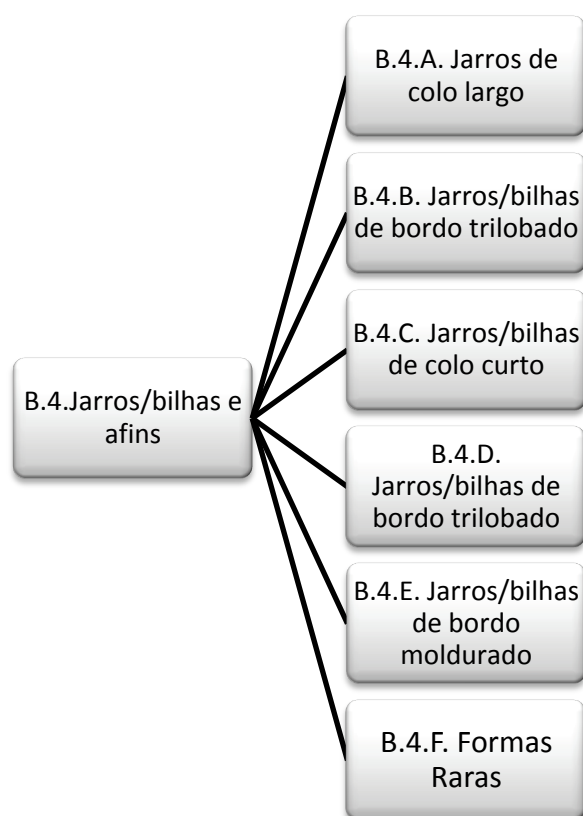 B.4.A. Jarros de
colo largo
B.4.B. Jarros/bilhas
de bordo trilobado
B.4.C. Jarros/bilhas
de colo curto
B.4.Jarros/bilhas e
afins
B.4.D.
Jarros/bilhas de
bordo trilobado
B.4.E. Jarros/bilhas
de bordo
moldurado
B.4.F. Formas
Raras